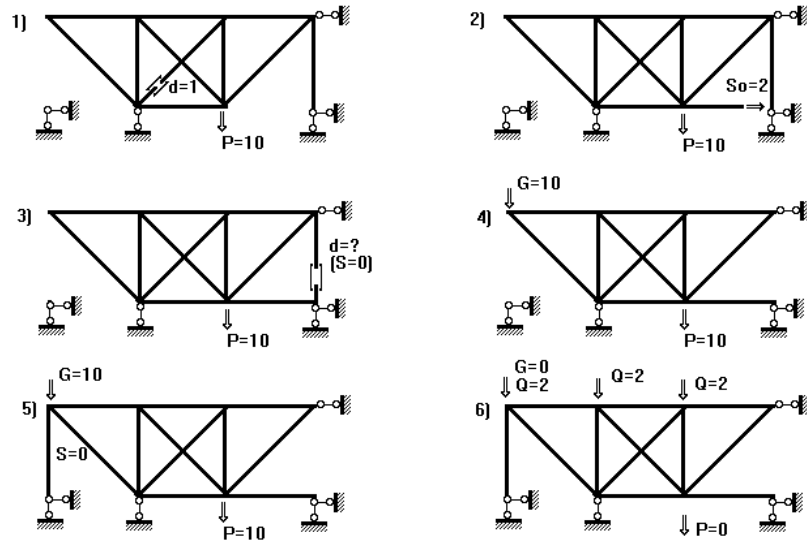 1)
d=1
P=10
2)
So=2
P=10
3)
d=?
(S=0)
P=10
G=10
4)
P=10
G=10
5)
S=0
P=10
G=0
Q=2
Q=2
Q=2
6)
P=0